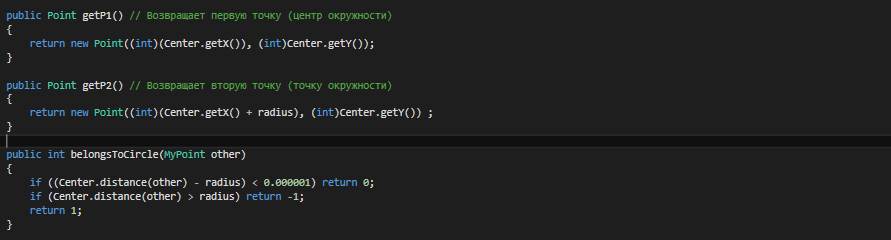 public Point getP1() // Возвращает первую точку (центр окружности)
{
return new Point((int)(Center.getX()), (int)Center.getY());
}
public Point getP2() // Возвращает вторую точку (точку окружности)
{
return new Point((int)(Center.getX() + radius), (int)Center.getY()) ;
}
public int belongsToCircle(MyPoint other)
{
if ((Center.distance(other) - radius) < 0.000001) return 0;
if (Center.distance(other) > radius) return -1;
return 1;
}